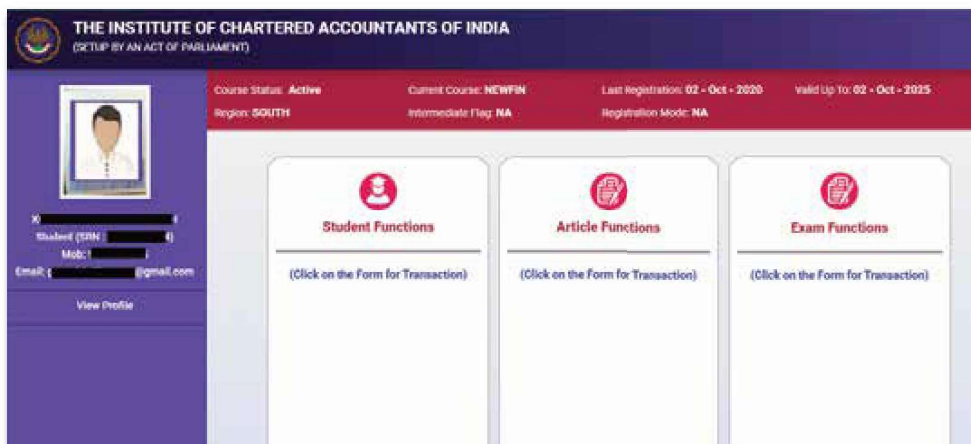 THE INSTITUTE OF CHARTERED ACCOUNTANTS OF INDIA
(SETUP BY AN ACT OF PARLIAMENT)
Course Status: Active
Current Course: NEWFIN
Last Registration: 02 - Oct - 2020
Valid Up To: 02 - Oct - 2025
Region: SOUTH
Intermediate Flag: NA
Registration Mode: NA
Student (SRN :
Mob:
Email: @gmail.com
View Profile
Student Functions
(Click on the Form for Transaction)
Article Functions
(Click on the Form for Transaction)
Exam Functions
(Click on the Form for Transaction)